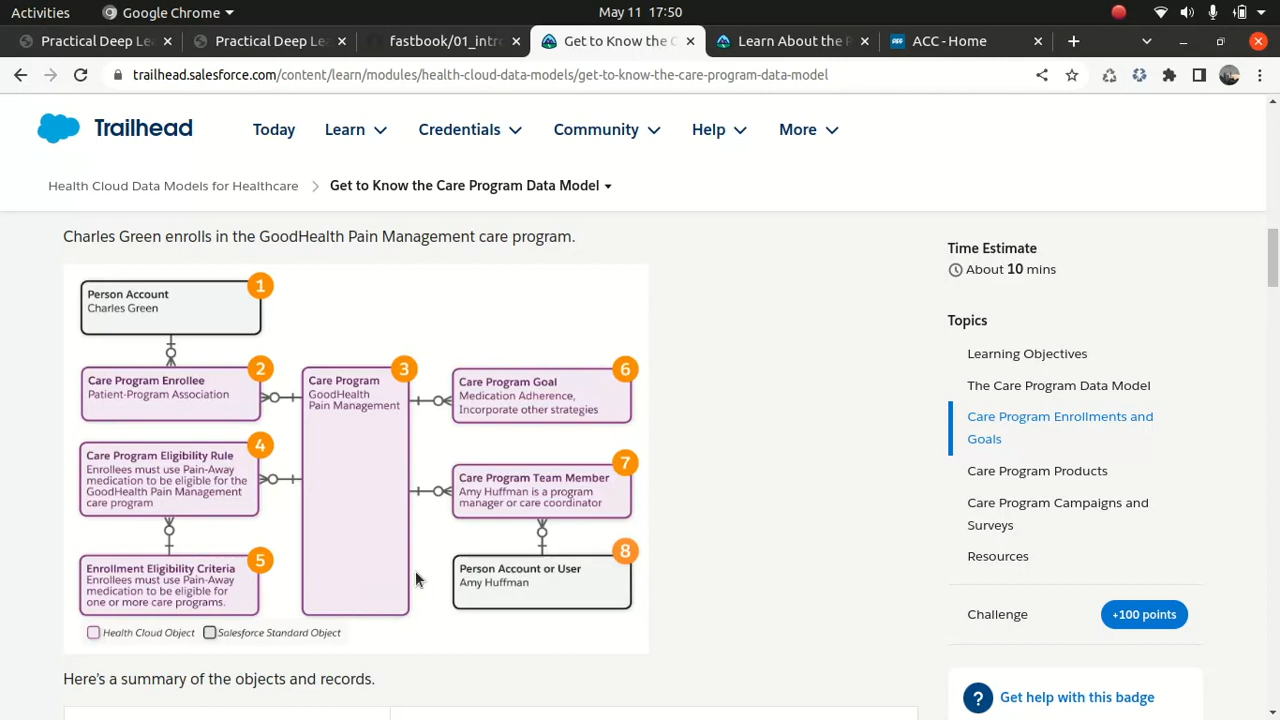 Activities
Google Chrome
May 11 17:50
Practical Deep Le
Practical Deep Le
fastbook/01_intr
Get to Know the C
Learn About the R
ACC - Home
trailhead.salesforce.com/content/learn/modules/health-cloud-data-models/get-to-know-the-care-program-data-model
Trailhead
Today
Learn
Credentials
Community
Help
More
Health Cloud Data Models for Healthcare
Get to Know the Care Program Data Model
Charles Green enrolls in the GoodHealth Pain Management care program.
Person Account
Charles Green
1
Care Program Enrollee
Patient-Program Association
2
Care Program
GoodHealth
Pain Management
3
Care Program Eligibility Rule
Enrollees must use Pain-Away
medication to be eligible for the
GoodHealth Pain Management
care program
4
Enrollment Eligibility Criteria
Enrollees must use Pain-Away
medication to be eligible for
one or more care programs.
5
Care Program Goal
Medication Adherence,
Incorporate other strategies
6
Care Program Team Member
Amy Huffman is a program
manager or care coordinator
7
Person Account or User
Amy Huffman
8
Health Cloud Object
Salesforce Standard Object
Here's a summary of the objects and records.
Time Estimate
About 10 mins
Topics
Learning Objectives
The Care Program Data Model
Care Program Enrollments and
Goals
Care Program Products
Care Program Campaigns and
Surveys
Resources
Challenge
+100 points
? Get help with this badge